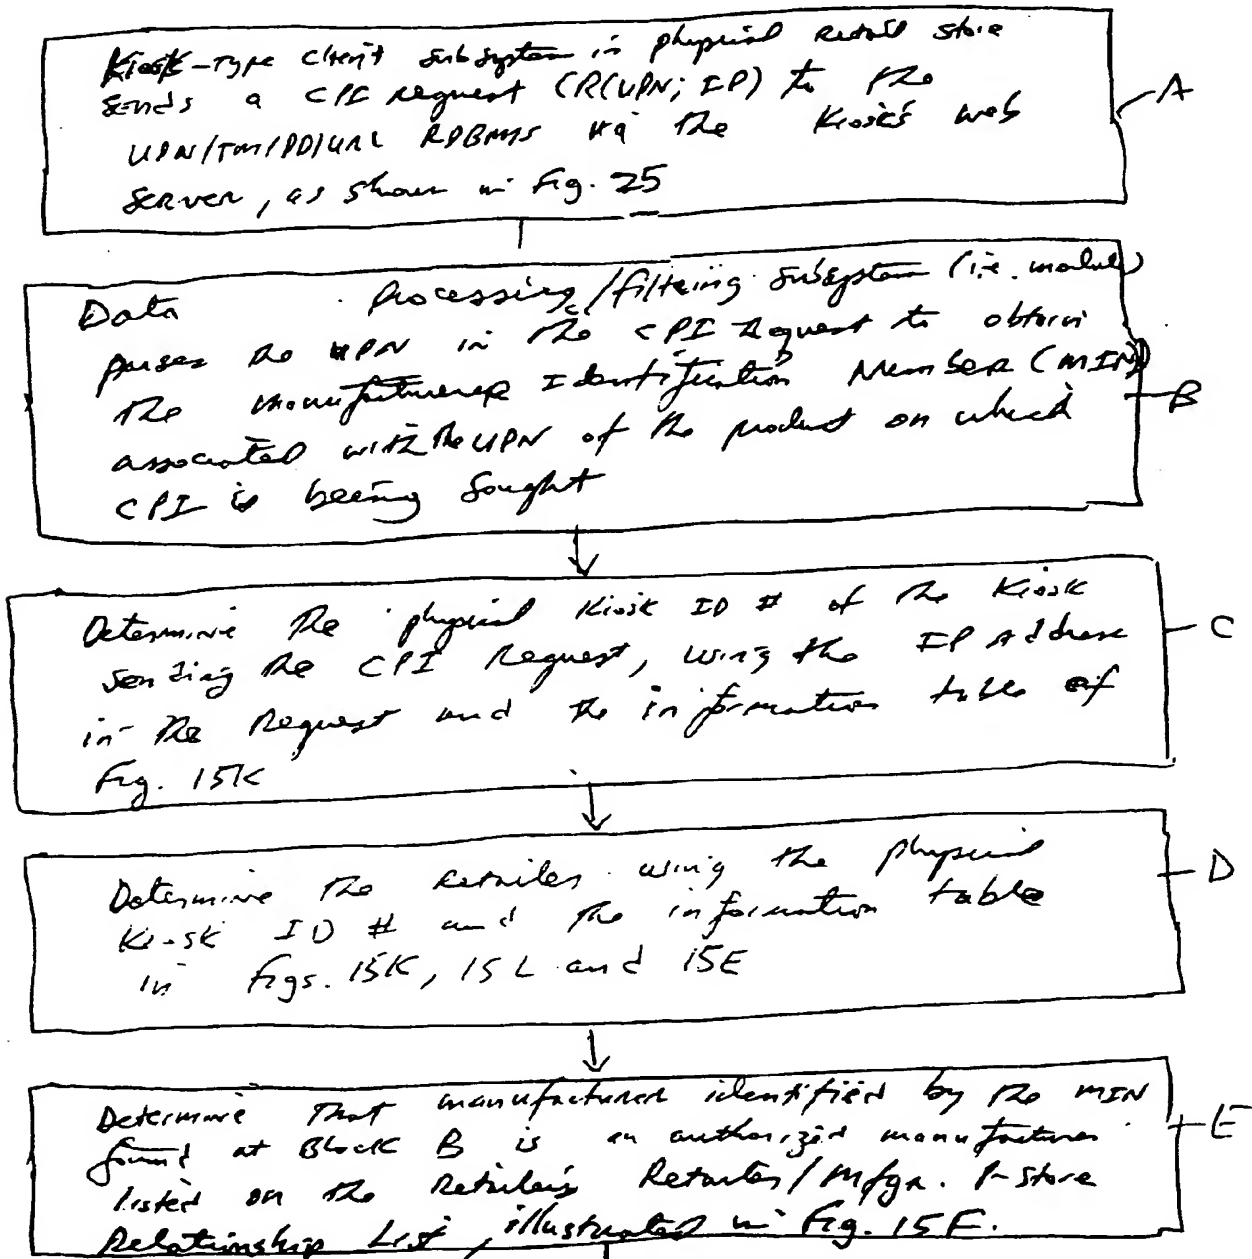 Kiosk-Type client subsystem in physical retail store
sends a CPI request (R(UPN; IP) to the
UPN/TM/PD/URL RDBMS via the Kiosk's web
server, as shown in Fig. 25
A
Data processing/filtering subsystem (i.e. module)
parses the UPN in the CPI request to obtain
the manufacturer Identification Number (MIN)
associated with the UPN of the product on which
CPI is being sought
B
Determine the physical Kiosk ID # of the Kiosk
sending the CPI Request, using the IP Address
in the Request and the information table of
Fig. 15K
C
Determine the retailer using the physical
Kiosk ID # and the information table
in Figs. 15K, 15L and 15E
D
Determine that manufacturer identified by the MIN
found at Block B is an authorized manufacturer
listed on the Retailer's Retailer/Mfgr. P-Store
Relationship List, illustrated in Fig. 15F.
E